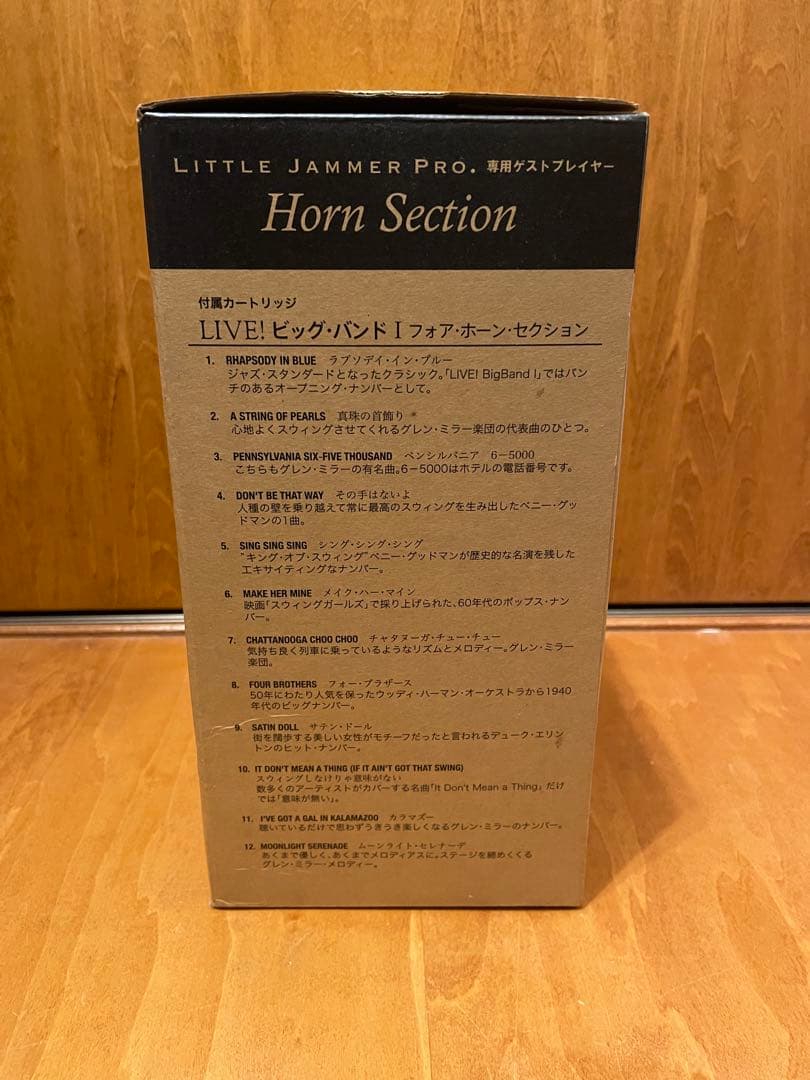 LITTLE JAMMER PRO. 専用ゲストプレイヤー
Horn Section
付属カートリッジ
LIVE! ビッグ・バンド I フォア・ホーン・セクション
1. RHAPSODY IN BLUE ラプソデイ・イン・ブルー
ジャズ・スタンダードとなったクラシック。「LIVE! BigBand I」ではパン
チのあるオープニング・ナンバーとして。
2. A STRING OF PEARLS 真珠の首飾り
心地よくスウィングさせてくれるグレン・ミラー楽団の代表曲のひとつ。
3. PENNSYLVANIA SIX-FIVE THOUSAND ペンシルバニア 6-5000
こちらもグレン・ミラーの有名曲。6-5000はホテルの電話番号です。
4. DON'T BE THAT WAY その手はないよ
人種の壁を乗り越えて常に最高のスウィングを生み出したベニー・グッ
ドマンの1曲。
5. SING SING SING シング・シング・シング
"キング・オブ・スウィング"ベニー・グッドマンが歴史的な名演を残した
エキサイティングなナンバー。
6. MAKE HER MINE メイク・ハー・マイン
映画「スウィングガールズ」で採り上げられた、60年代のポップス・ナン
バー。
7. CHATTANOOGA CHOO CHOO チャタヌーガ・チュー・チュー
気持ち良く列車に乗っているようなリズムとメロディー。グレン・ミラー
楽団。
8. FOUR BROTHERS フォー・ブラザース
50年にわたり人気を保ったウッディ・ハーマン・オーケストラから1940
年代のビッグナンバー。
9. SATIN DOLL サテン・ドール
街を闊歩する美しい女性がモチーフだったと言われるデューク・エリン
トンのヒット・ナンバー。
10. IT DON'T MEAN A THING (IF IT AIN'T GOT THAT SWING)
スウィングしなけりゃ意味がない
数多くのアーティストがカバーする名曲「It Don't Mean a Thing」だけ
では「意味が無い」。
11. I'VE GOT A GAL IN KALAMAZOO カラマズー
聴いているだけで思わずうきうき楽しくなるグレン・ミラーのナンバー。
12. MOONLIGHT SERENADE ムーンライト・セレナーデ
あくまで優しく、あくまでメロディアスに。ステージを締めくくる
グレン・ミラー・メロディー。